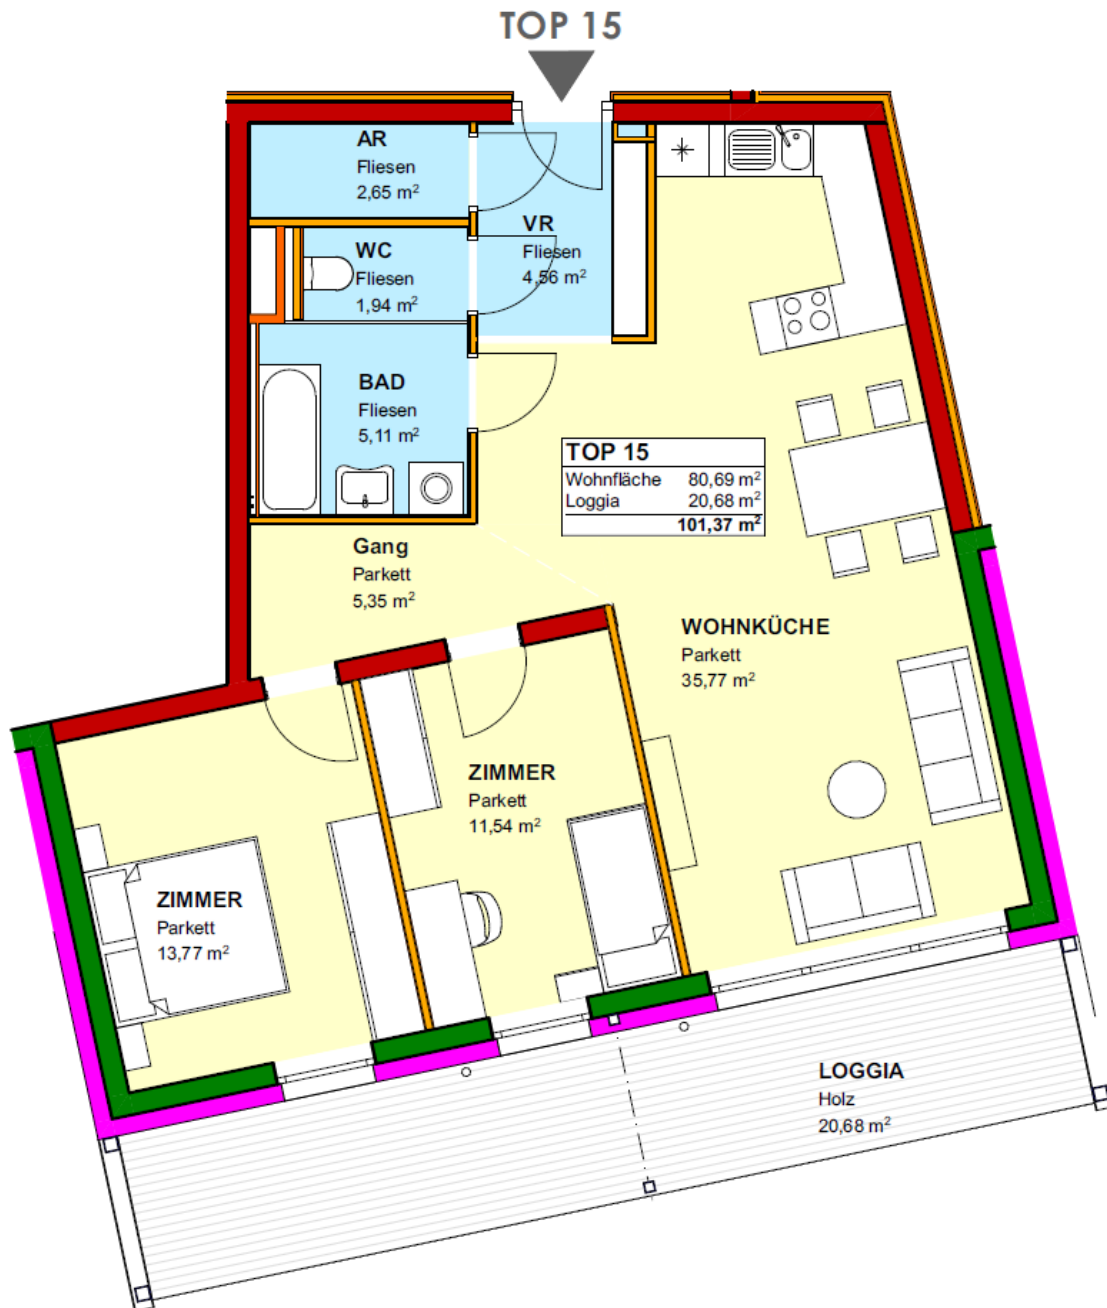 TOP 15
AR
Fliesen
2,65 m²
VR
Fliesen
4,56 m²
WC
Fliesen
1,94 m²
BAD
Fliesen
5,11 m²
TOP 15
Wohnfläche 80,69 m²
Loggia 20,68 m²
101,37 m²
Gang
Parkett
5,35 m²
WOHNKÜCHE
Parkett
35,77 m²
ZIMMER
Parkett
11,54 m²
ZIMMER
Parkett
13,77 m²
LOGGIA
Holz
20,68 m²